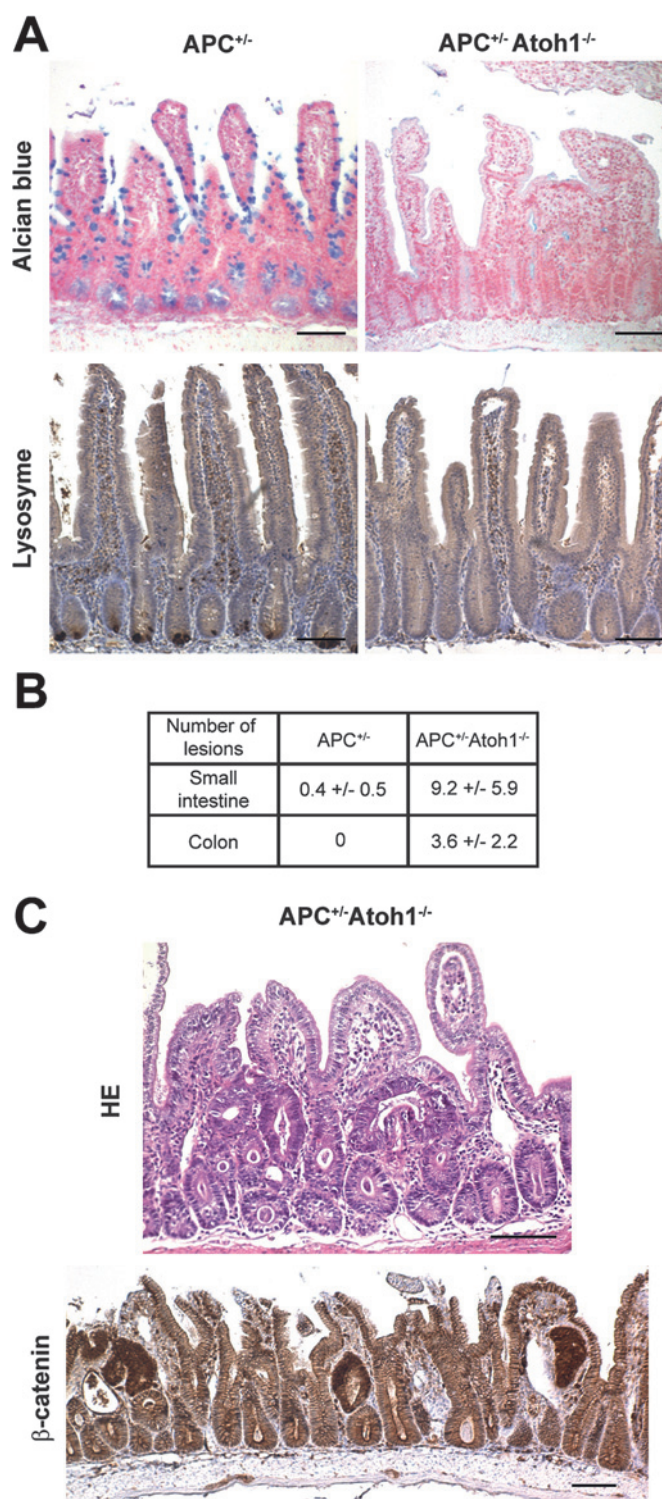 A
APC+/-
APC+/- Atoh1-/-
Alcian blue
Lysosyme
B
Number of lesions
APC+/-
APC+/-Atoh1-/-
Small intestine
0.4 +/- 0.5
9.2 +/- 5.9
Colon
0
3.6 +/- 2.2
C
APC+/-Atoh1-/-
HE
β-catenin